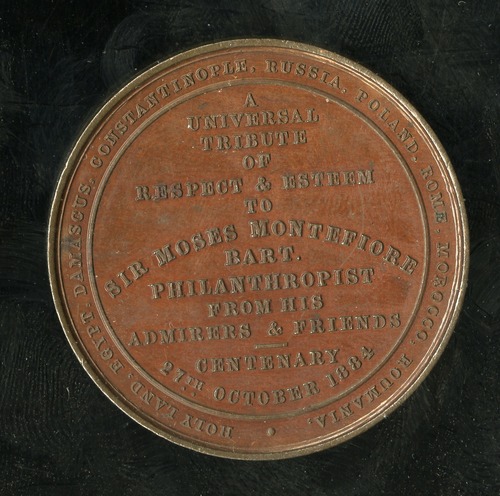 HOLY LAND, EGYPT, DAMASCUS, CONSTANTINOPLE, RUSSIA, POLAND, ROME, MOROCCO, ROUMANIA,
A
UNIVERSAL
TRIBUTE
OF
RESPECT & ESTEEM
TO
SIR MOSES MONTEFIORE
BART.
PHILANTHROPIST
FROM HIS
ADMIRERS & FRIENDS
CENTENARY
27TH OCTOBER 1884